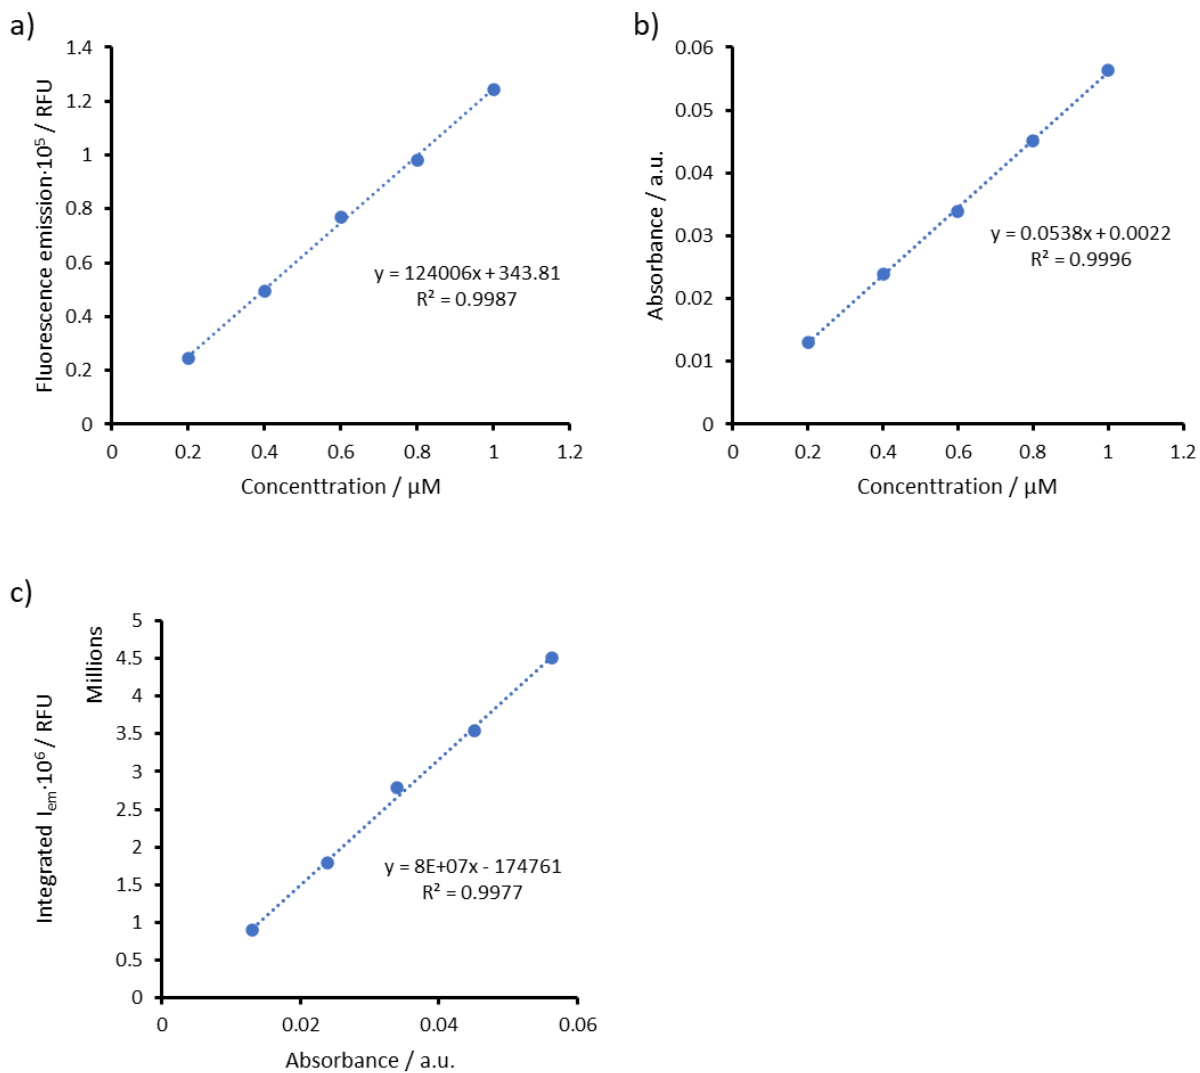 a)
Fluorescence emission·10⁵ / RFU
1.4
1.2
1
0.8
0.6
0.4
0.2
0
y = 124006x + 343.81
R² = 0.9987
0 0.2 0.4 0.6 0.8 1 1.2
Concenttration / µM
b)
Absorbance / a.u.
0.06
0.05
0.04
0.03
0.02
0.01
0
y = 0.0538x + 0.0022
R² = 0.9996
0 0.2 0.4 0.6 0.8 1 1.2
Concenttration / µM
c)
Integrated Iₑₘ·10⁶ / RFU
Millions
5
4.5
4
3.5
3
2.5
2
1.5
1
0.5
0
y = 8E+07x - 174761
R² = 0.9977
0 0.02 0.04 0.06
Absorbance / a.u.